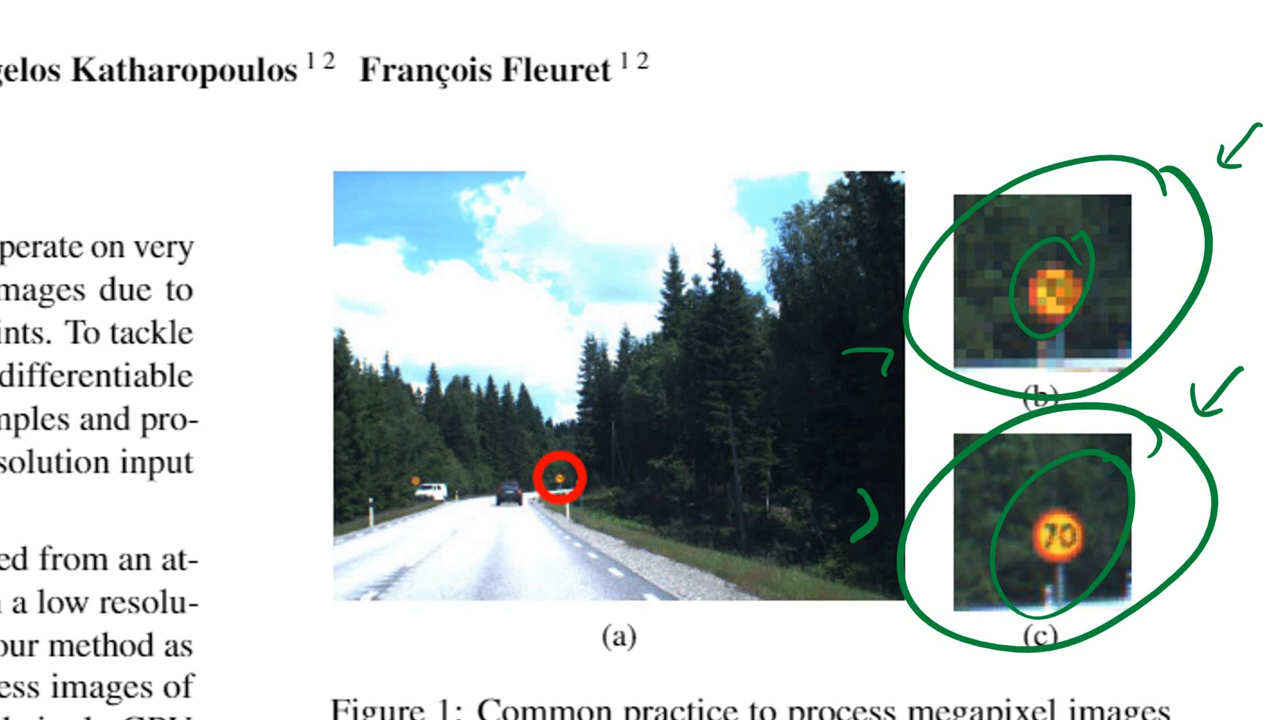 gelos Katharopoulos 1 2 François Fleuret 1 2
perate on very
mages due to
ints. To tackle
differentiable
mples and pro-
solution input
ed from an at-
a low resolu-
our method as
ess images of
(b)
70
(a)
(c)
Figure 1: Common practice to process megapixel images